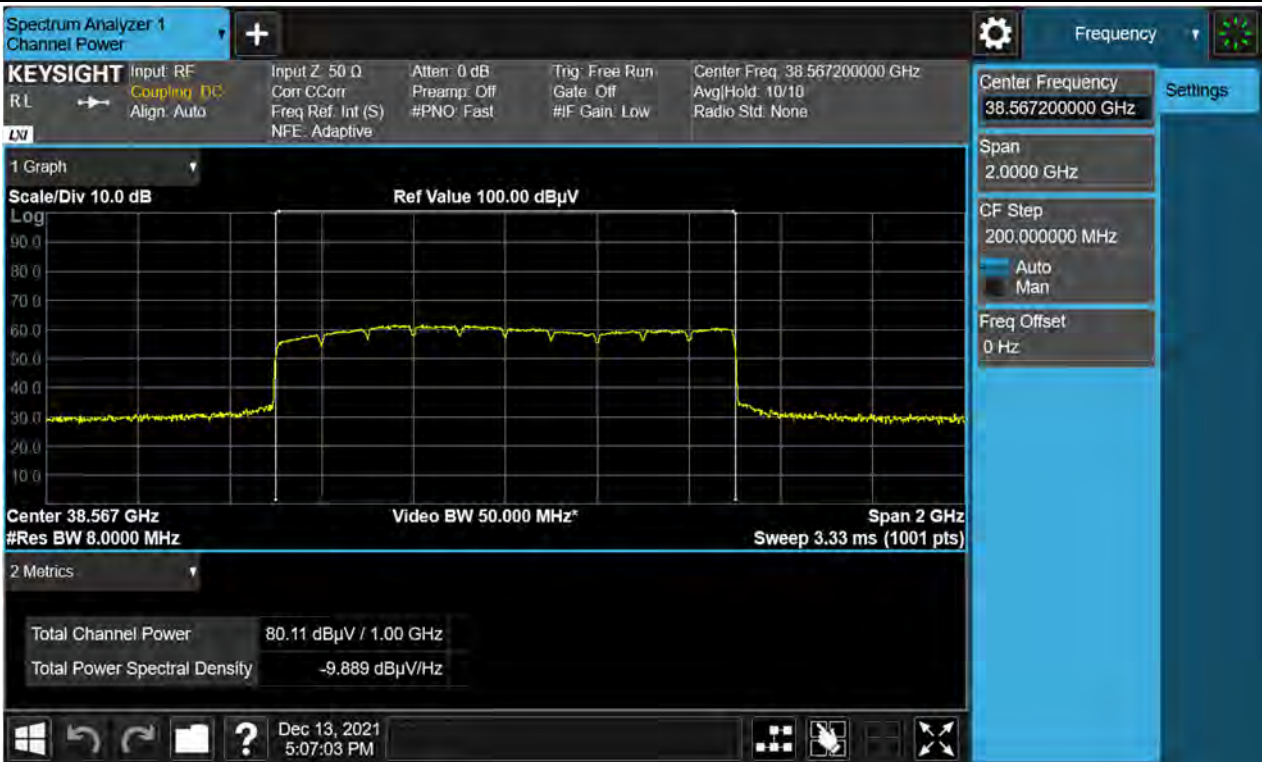 Spectrum Analyzer 1
Channel Power
+
Frequency
KEYSIGHT
R L
LXI
Input: RF
Coupling: DC
Align: Auto
Input Z: 50 Ω
Corr CCorr
Freq Ref: Int (S)
NFE: Adaptive
Atten: 0 dB
Preamp: Off
#PNO: Fast
Trig: Free Run
Gate: Off
#IF Gain: Low
Center Freq: 38.567200000 GHz
Avg|Hold: 10/10
Radio Std: None
Center Frequency
38.567200000 GHz
Settings
Span
2.0000 GHz
CF Step
200.000000 MHz
Auto
Man
Freq Offset
0 Hz
1 Graph
Scale/Div 10.0 dB
Ref Value 100.00 dBµV
Log
90.0
80.0
70.0
60.0
50.0
40.0
30.0
20.0
10.0
Center 38.567 GHz
Video BW 50.000 MHz*
Span 2 GHz
#Res BW 8.0000 MHz
Sweep 3.33 ms (1001 pts)
2 Metrics
Total Channel Power 80.11 dBµV / 1.00 GHz
Total Power Spectral Density -9.889 dBµV/Hz
?
Dec 13, 2021
5:07:03 PM